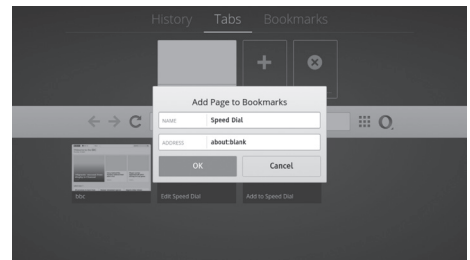 History Tabs Bookmarks
Add Page to Bookmarks
NAME Speed Dial
ADDRESS about:blank
OK Cancel
bbc Edit Speed Dial Add to Speed Dial